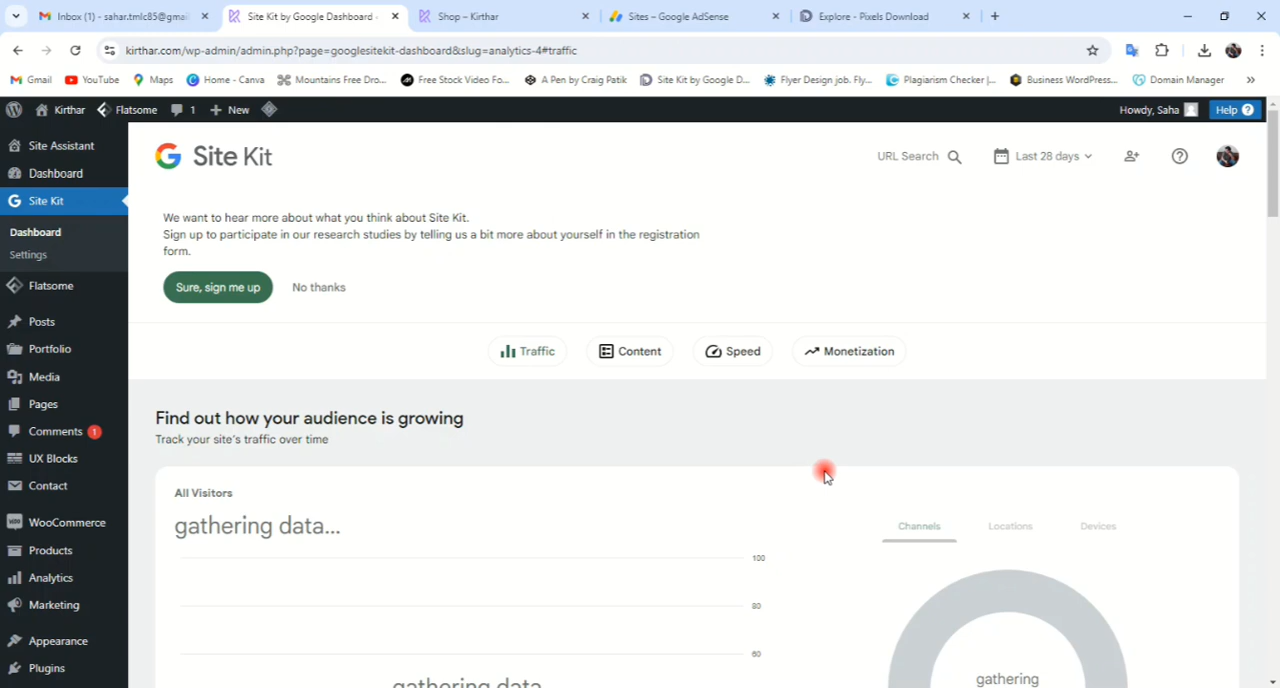 Inbox (1) - sahar.tmlc85@gmail
Site Kit by Google Dashboard
Shop – Kirthar
Sites – Google AdSense
Explore - Pixels Download
kirthar.com/wp-admin/admin.php?page=googlesitekit-dashboard&slug=analytics-4#traffic
Gmail
YouTube
Maps
Home - Canva
Mountains Free Dro...
Free Stock Video Fo...
A Pen by Craig Patik
Site Kit by Google D...
Flyer Design job. Fly...
Plagiarism Checker |...
Business WordPress...
Domain Manager
Kirthar
Flatsome
1
New
Howdy, Saha
Help
Site Assistant
Dashboard
Site Kit
Dashboard
Settings
Flatsome
Posts
Portfolio
Media
Pages
Comments 1
UX Blocks
Contact
WooCommerce
Products
Analytics
Marketing
Appearance
Plugins
Site Kit
URL Search
Last 28 days
We want to hear more about what you think about Site Kit.
Sign up to participate in our research studies by telling us a bit more about yourself in the registration
form.
Sure, sign me up
No thanks
Traffic
Content
Speed
Monetization
Find out how your audience is growing
Track your site's traffic over time
All Visitors
gathering data...
100
80
60
gathering data
Channels
Locations
Devices
gathering